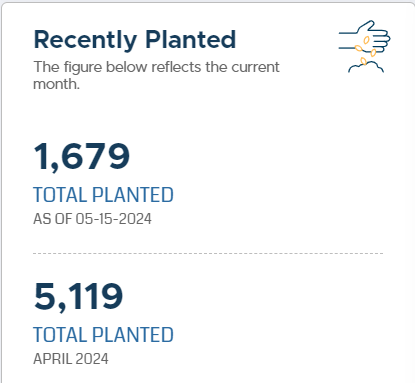 Recently Planted
The figure below reflects the current
month.
1,679
TOTAL PLANTED
AS OF 05-15-2024
5,119
TOTAL PLANTED
APRIL 2024